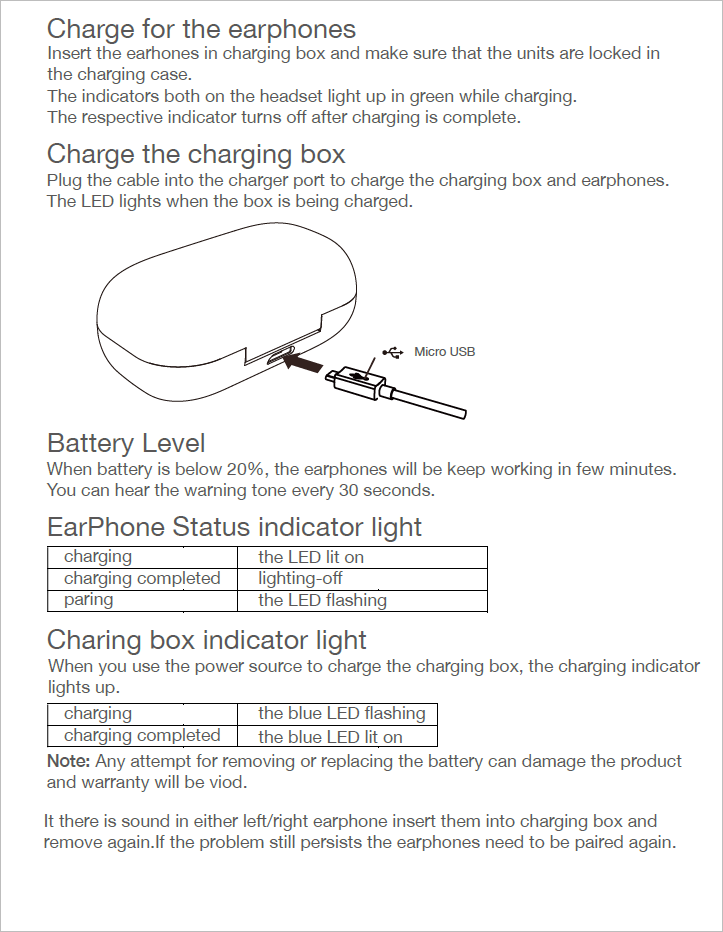 Charge for the earphones
Insert the earhones in charging box and make sure that the units are locked in
the charging case.
The indicators both on the headset light up in green while charging.
The respective indicator turns off after charging is complete.
Charge the charging box
Plug the cable into the charger port to charge the charging box and earphones.
The LED lights when the box is being charged.
Micro USB
Battery Level
When battery is below 20%, the earphones will be keep working in few minutes.
You can hear the warning tone every 30 seconds.
EarPhone Status indicator light
charging the LED lit on
charging completed lighting-off
paring the LED flashing
Charing box indicator light
When you use the power source to charge the charging box, the charging indicator
lights up.
charging the blue LED flashing
charging completed the blue LED lit on
Note: Any attempt for removing or replacing the battery can damage the product
and warranty will be viod.
It there is sound in either left/right earphone insert them into charging box and
remove again.If the problem still persists the earphones need to be paired again.